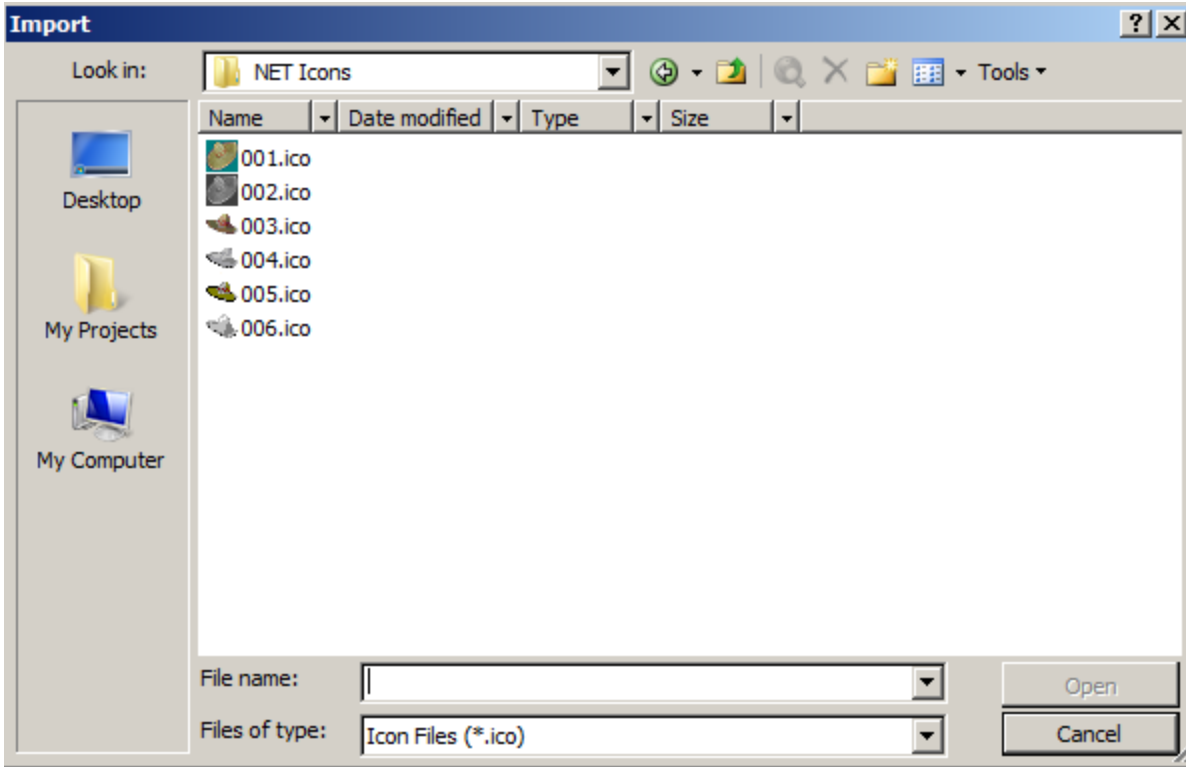 Import
Look in: NET Icons Tools
Name Date modified Type Size
001.ico
002.ico
003.ico
004.ico
005.ico
006.ico
Desktop
My Projects
My Computer
File name: Open
Files of type: Icon Files (*.ico) Cancel